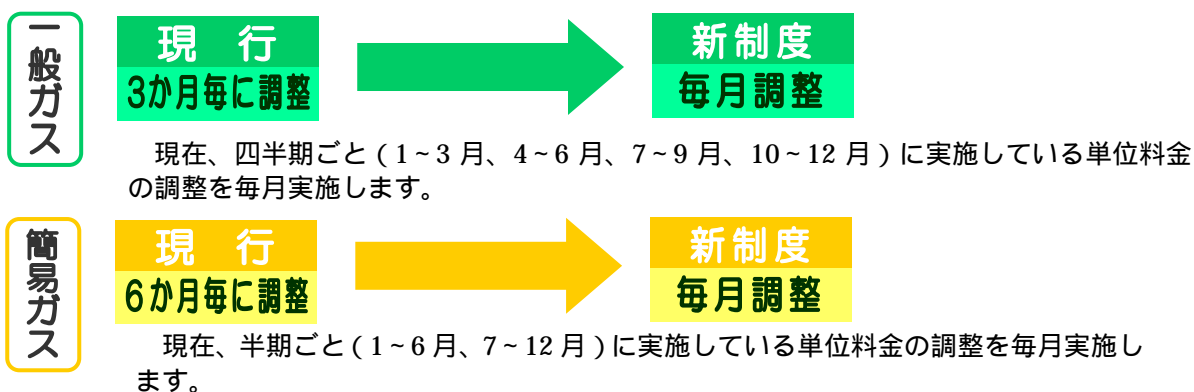 一般ガス
現 行
3か月毎に調整
新制度
毎月調整
現在、四半期ごと(1~3月、4~6月、7~9月、10~12月)に実施している単位料金
の調整を毎月実施します。
簡易ガス
現 行
6か月毎に調整
新制度
毎月調整
現在、半期ごと(1~6月、7~12月)に実施している単位料金の調整を毎月実施し
ます。